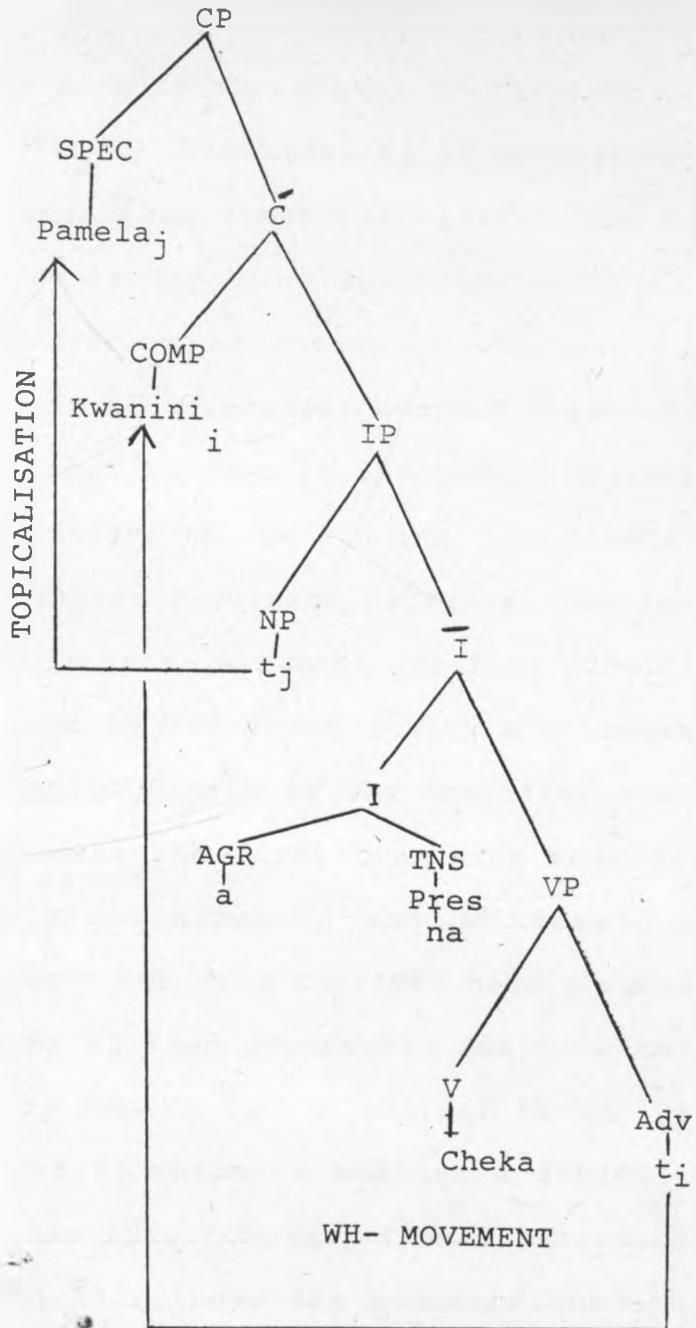 CP
SPEC
Pamelaj
C̄
COMP
Kwanini i
IP
TOPICALISATION
NP
tj
Ī
I
AGR
TNS
a
Pres
na
VP
V
Adv
Cheka
ti
WH- MOVEMENT